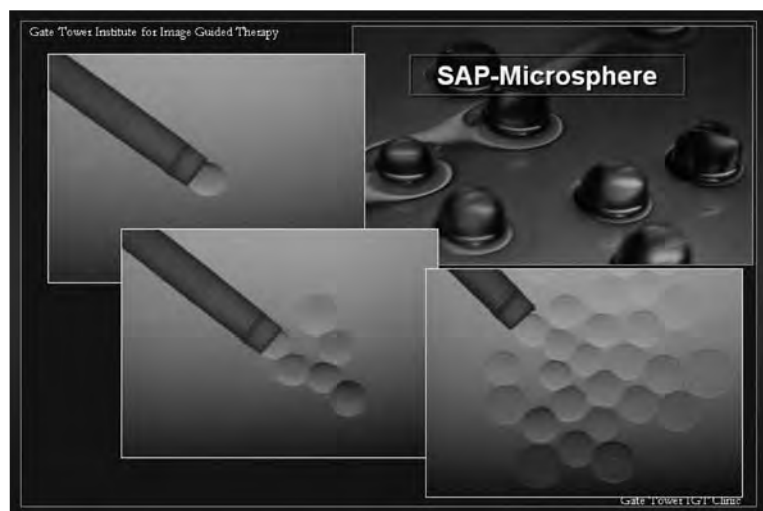 Gate Tower Institute for Image Guided Therapy
SAP-Microsphere
Gate Tower IGT Clinic